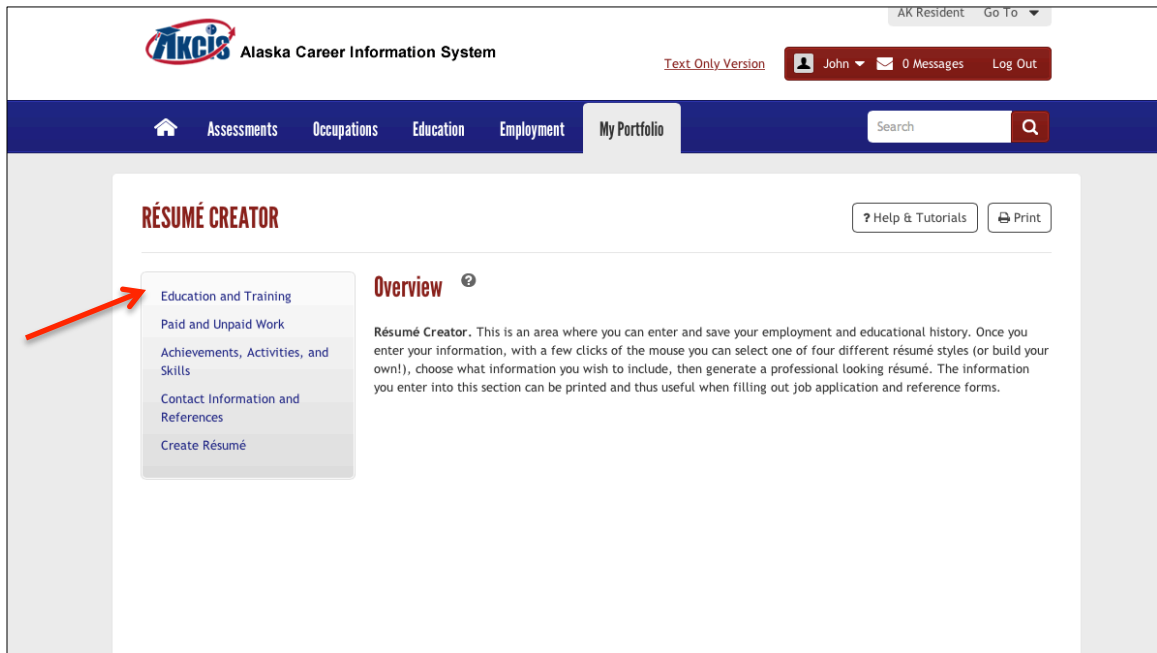 AK Resident Go To
AKCIS Alaska Career Information System
Text Only Version John 0 Messages Log Out
Assessments Occupations Education Employment My Portfolio Search
RÉSUMÉ CREATOR
? Help & Tutorials Print
Education and Training
Paid and Unpaid Work
Achievements, Activities, and
Skills
Contact Information and
References
Create Résumé
Overview ?
Résumé Creator. This is an area where you can enter and save your employment and educational history. Once you
enter your information, with a few clicks of the mouse you can select one of four different résumé styles (or build your
own!), choose what information you wish to include, then generate a professional looking résumé. The information
you enter into this section can be printed and thus useful when filling out job application and reference forms.